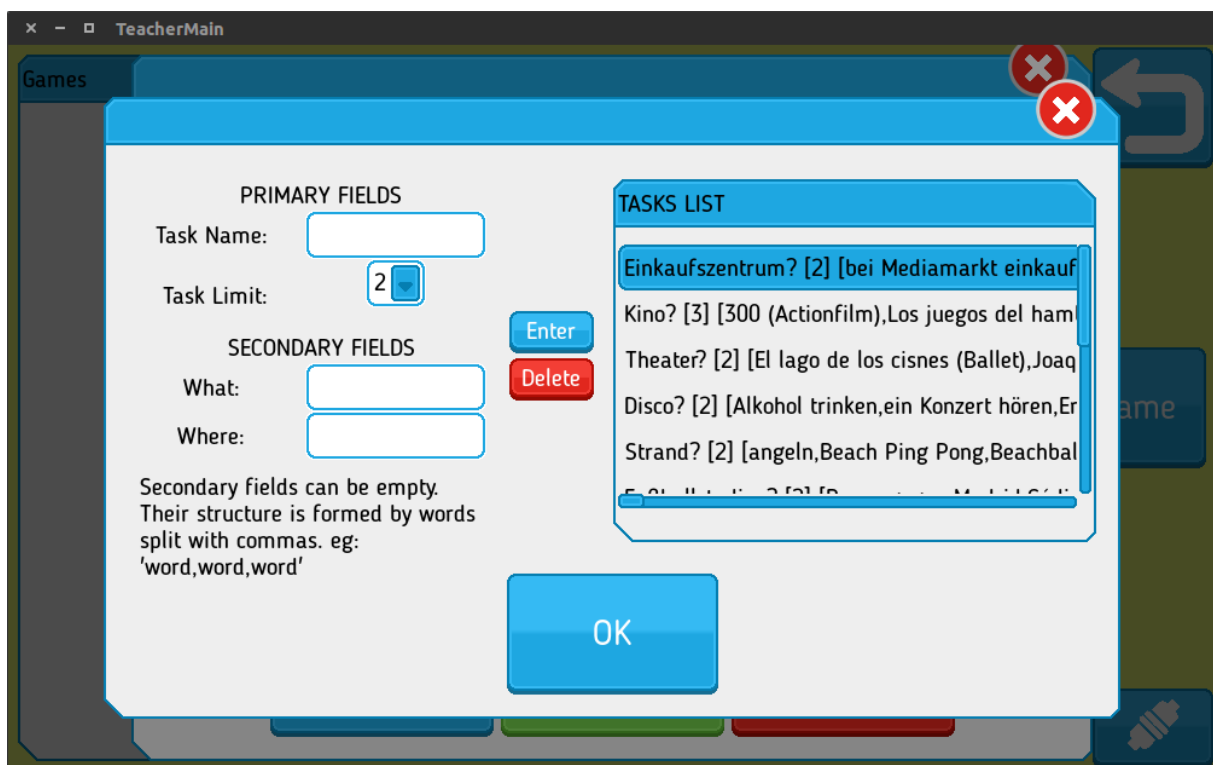 TeacherMain
Games
PRIMARY FIELDS
Task Name:
Task Limit:
2
SECONDARY FIELDS
What:
Where:
Secondary fields can be empty.
Their structure is formed by words
split with commas. eg:
'word,word,word'
Enter
Delete
TASKS LIST
Einkaufszentrum? [2] [bei Mediamarkt einkauf
Kino? [3] [300 (Actionfilm),Los juegos del ham
Theater? [2] [El lago de los cisnes (Ballet),Joaq
Disco? [2] [Alkohol trinken,ein Konzert hören,Er
Strand? [2] [angeln,Beach Ping Pong,Beachbal
OK
ame